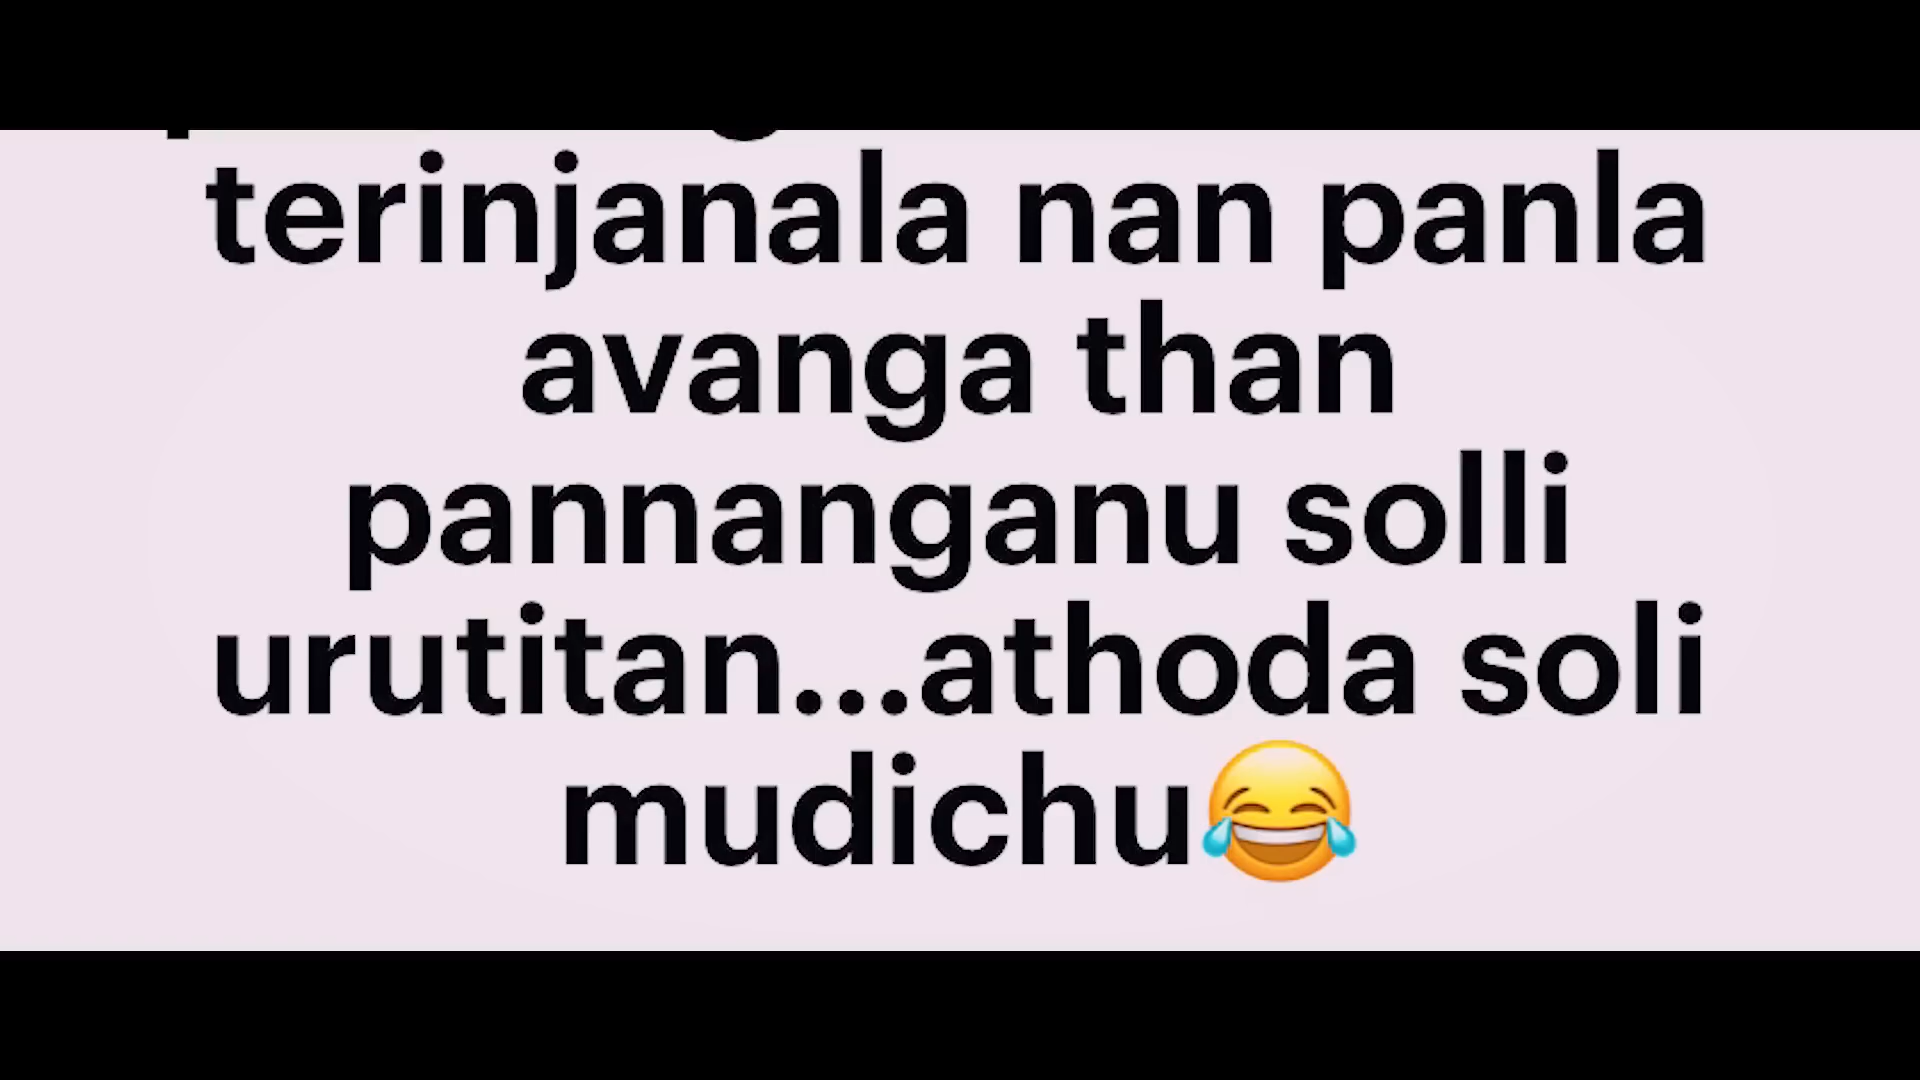 terinjanala nan panla
avanga than
pannanganu solli
urutitan...athoda soli
mudichu😂